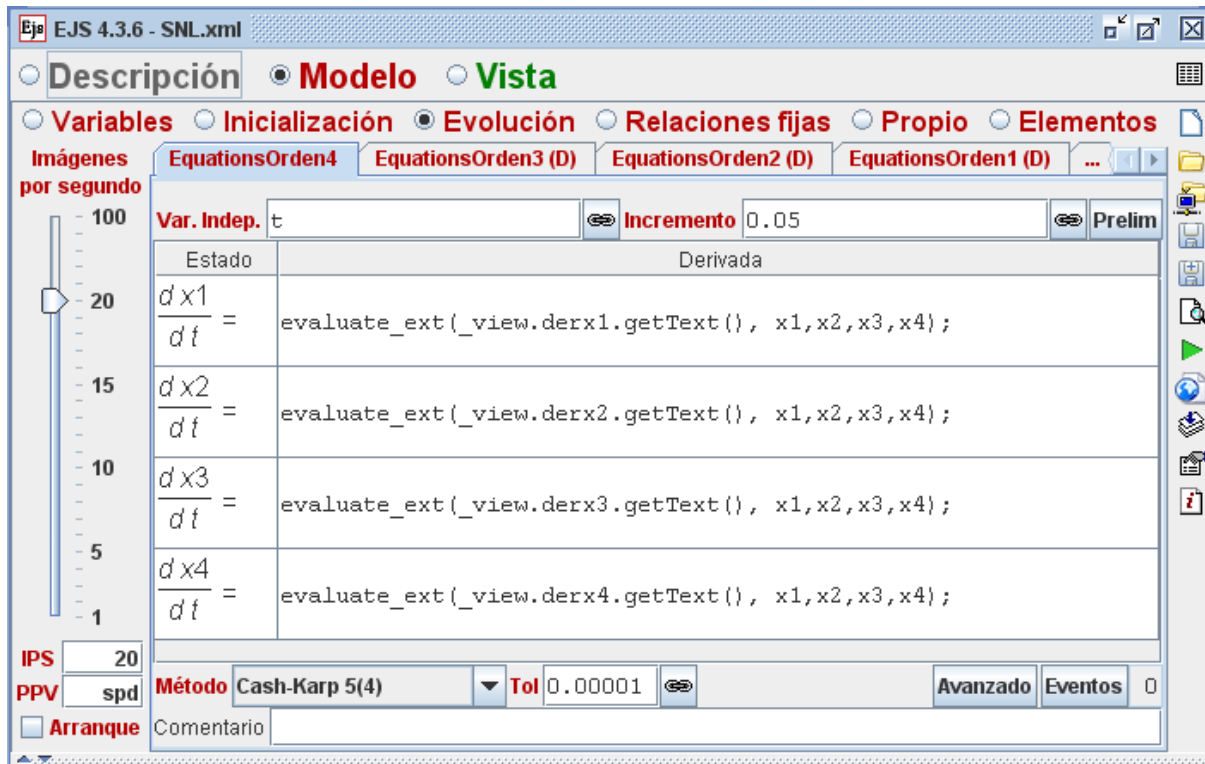 Ejs EJS 4.3.6 - SNL.xml
Descripción Modelo Vista
Variables Inicialización Evolución Relaciones fijas Propio Elementos
Imágenes
por segundo
100
20
15
10
5
1
IPS 20
PPV spd
Arranque
EquationsOrden4 EquationsOrden3 (D) EquationsOrden2 (D) EquationsOrden1 (D) ...
Var. Indep. t Incremento 0.05 Prelim
Estado Derivada
d x1
d t
= evaluate_ext(_view.derx1.getText(), x1,x2,x3,x4);
d x2
d t
= evaluate_ext(_view.derx2.getText(), x1,x2,x3,x4);
d x3
d t
= evaluate_ext(_view.derx3.getText(), x1,x2,x3,x4);
d x4
d t
= evaluate_ext(_view.derx4.getText(), x1,x2,x3,x4);
Método Cash-Karp 5(4) Tol 0.00001 Avanzado Eventos 0
Comentario